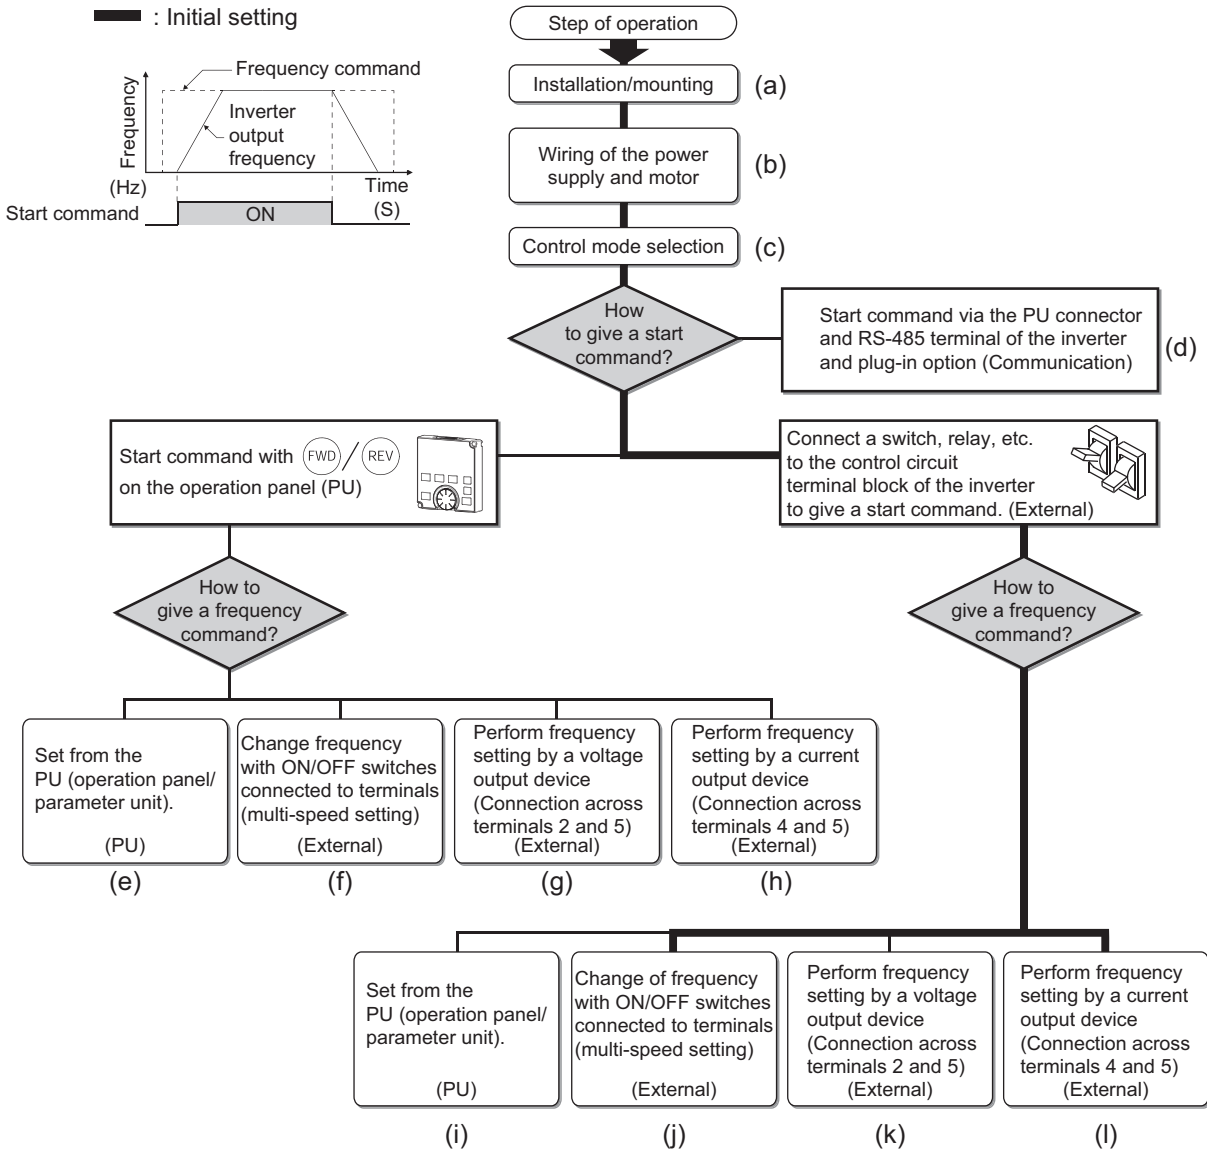 : Initial setting
Frequency command
Inverter
output
frequency
Frequency
(Hz)
Time
(S)
Start command
ON
Step of operation
Installation/mounting
(a)
Wiring of the power
supply and motor
(b)
Control mode selection
(c)
How
to give a start
command?
Start command via the PU connector
and RS-485 terminal of the inverter
and plug-in option (Communication)
(d)
Start command with FWD / REV
on the operation panel (PU)
Connect a switch, relay, etc.
to the control circuit
terminal block of the inverter
to give a start command. (External)
How to
give a frequency
command?
How to
give a frequency
command?
Set from the
PU (operation panel/
parameter unit).
(PU)
(e)
Change frequency
with ON/OFF switches
connected to terminals
(multi-speed setting)
(External)
(f)
Perform frequency
setting by a voltage
output device
(Connection across
terminals 2 and 5)
(External)
(g)
Perform frequency
setting by a current
output device
(Connection across
terminals 4 and 5)
(External)
(h)
Set from the
PU (operation panel/
parameter unit).
(PU)
(i)
Change of frequency
with ON/OFF switches
connected to terminals
(multi-speed setting)
(External)
(j)
Perform frequency
setting by a voltage
output device
(Connection across
terminals 2 and 5)
(External)
(k)
Perform frequency
setting by a current
output device
(Connection across
terminals 4 and 5)
(External)
(l)